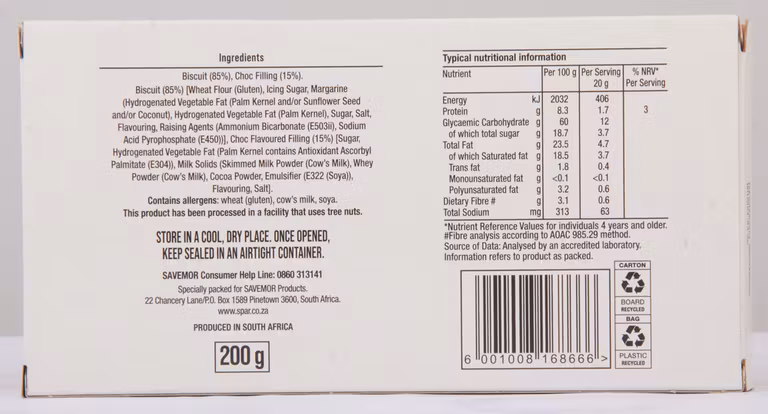 Ingredients
Biscuit (85%), Choc Filling (15%).
Biscuit (85%) [Wheat Flour (Gluten), Icing Sugar, Margarine
(Hydrogenated Vegetable Fat (Palm Kernel and/or Sunflower Seed
and/or Coconut), Hydrogenated Vegetable Fat (Palm Kernel), Sugar, Salt,
Flavouring, Raising Agents (Ammonium Bicarbonate (E503ii), Sodium
Acid Pyrophosphate (E450))], Choc Flavoured Filling (15%) [Sugar,
Hydrogenated Vegetable Fat (Palm Kernel contains Antioxidant Ascorbyl
Palmitate (E304)), Milk Solids (Skimmed Milk Powder (Cow's Milk), Whey
Powder (Cow's Milk), Cocoa Powder, Emulsifier (E322 (Soya)),
Flavouring, Salt].
Contains allergens: wheat (gluten), cow's milk, soya.
This product has been processed in a facility that uses tree nuts.
STORE IN A COOL, DRY PLACE. ONCE OPENED,
KEEP SEALED IN AN AIRTIGHT CONTAINER.
SAVEMOR Consumer Help Line: 0860 313141
Specially packed for SAVEMOR Products.
22 Chancery Lane/P.O. Box 1589 Pinetown 3600, South Africa.
www.spar.co.za
PRODUCED IN SOUTH AFRICA
200 g
Typical nutritional information
Nutrient Per 100 g Per Serving 20 g % NRV* Per Serving
Energy kJ 2032 406
Protein g 8.3 1.7 3
Glycaemic Carbohydrate g 60 12
of which total sugar g 18.7 3.7
Total Fat g 23.5 4.7
of which Saturated fat g 18.5 3.7
Trans fat g 1.8 0.4
Monounsaturated fat g <0.1 <0.1
Polyunsaturated fat g 3.2 0.6
Dietary Fibre # g 3.1 0.6
Total Sodium mg 313 63
*Nutrient Reference Values for individuals 4 years and older.
#Fibre analysis according to AOAC 985.29 method.
Source of Data: Analysed by an accredited laboratory.
Information refers to product as packed.
6 001008 168666 >
CARTON
BOARD
RECYCLED
BAG
PLASTIC
RECYCLED